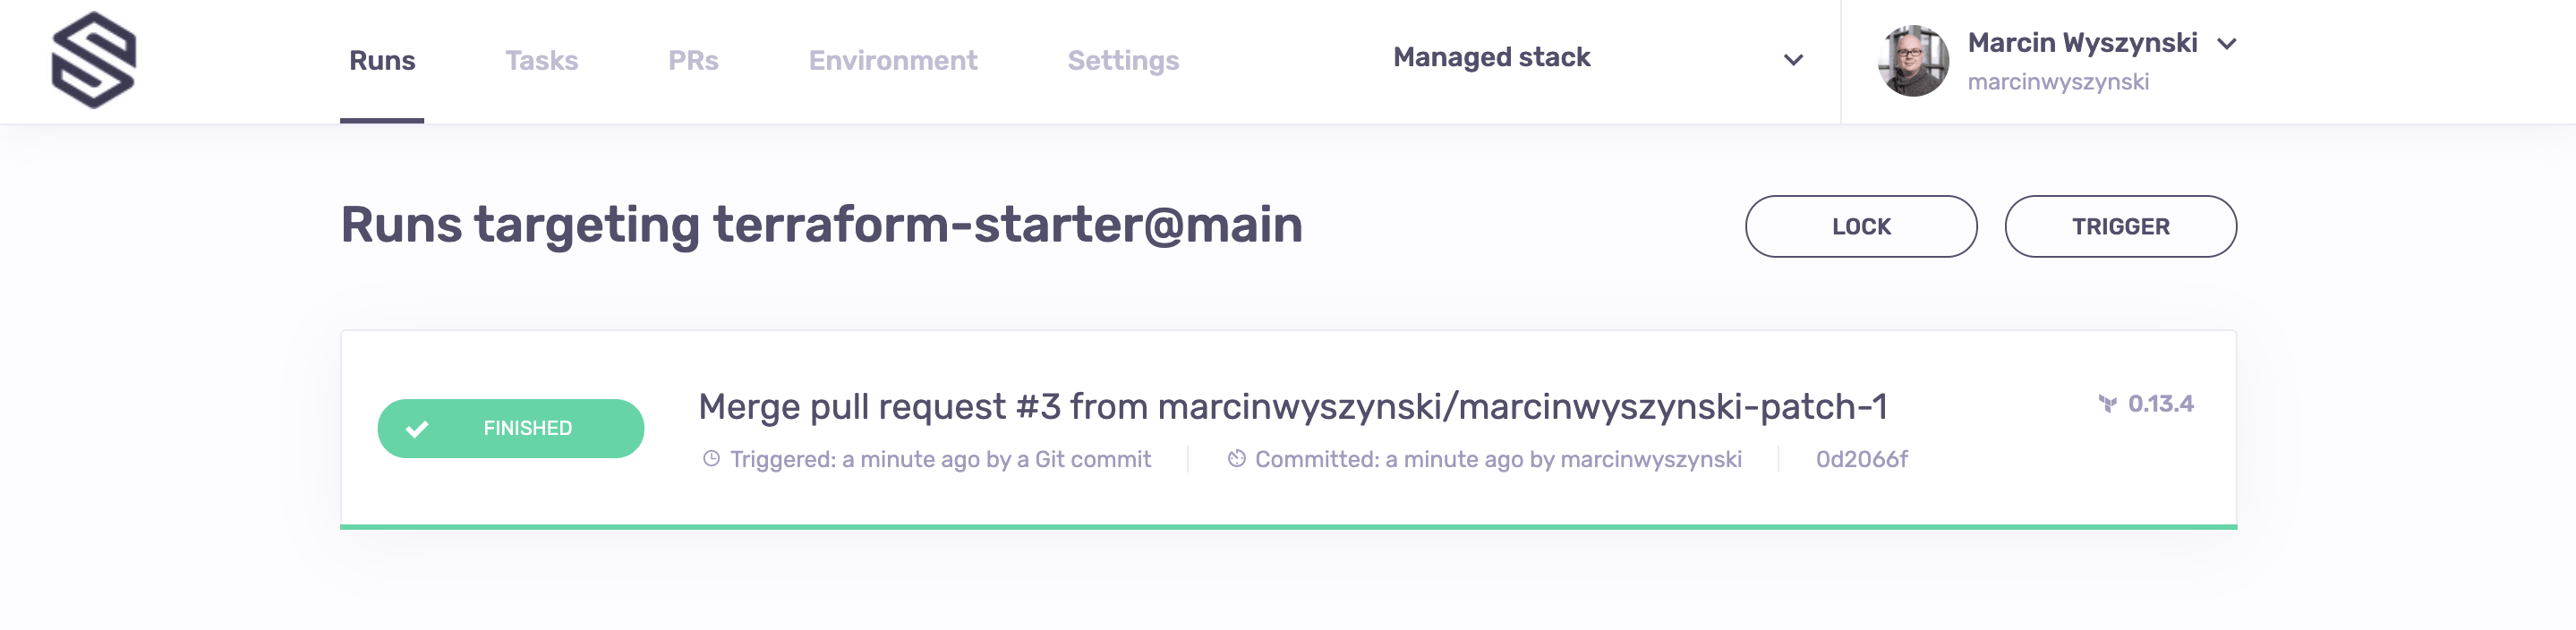 Runs Tasks PRs Environment Settings Managed stack Marcin Wyszynski
marcinwyszynski
Runs targeting terraform-starter@main LOCK TRIGGER
FINISHED Merge pull request #3 from marcinwyszynski/marcinwyszynski-patch-1 0.13.4
Triggered: a minute ago by a Git commit Committed: a minute ago by marcinwyszynski 0d2066f